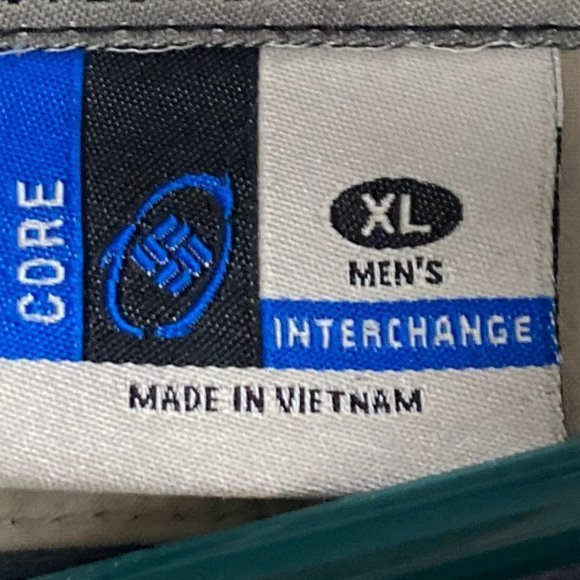 CORE
XL
MEN'S
INTERCHANGE
MADE IN VIETNAM